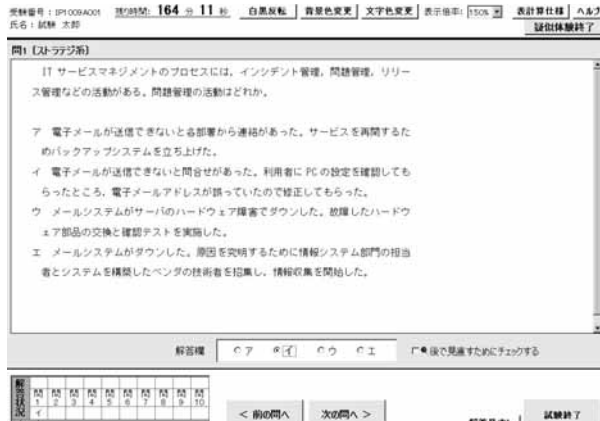 受験番号：IP1009A001 残り時間： 164 分 11 秒 白黒反転 背景色変更 文字色変更 表示倍率： 150% 表計算仕様 ヘルプ
氏名：試験 太郎 疑似体験終了
問1 [ストラテジ系]
IT サービスマネジメントのプロセスには，インシデント管理，問題管理，リリー
ス管理などの活動がある。問題管理の活動はどれか。
ア 電子メールが送信できないと各部署から連絡があった。サービスを再開するた
めバックアップシステムを立ち上げた。
イ 電子メールが送信できないと問合せがあった。利用者に PC の設定を確認しても
らったところ，電子メールアドレスが誤っていたので修正してもらった。
ウ メールシステムがサーバのハードウェア障害でダウンした。故障したハードウ
ェア部品の交換と確認テストを実施した。
エ メールシステムがダウンした。原因を究明するために情報システム部門の担当
者とシステムを構築したベンダの技術者を招集し，情報収集を開始した。
解答欄 ア イ ウ エ 後で見直すためにチェックする
解答状況
問 問 問 問 問 問 問 問 問 問
1 2 3 4 5 6 7 8 9 10
イ
< 前の問へ 次の問へ > 試験終了